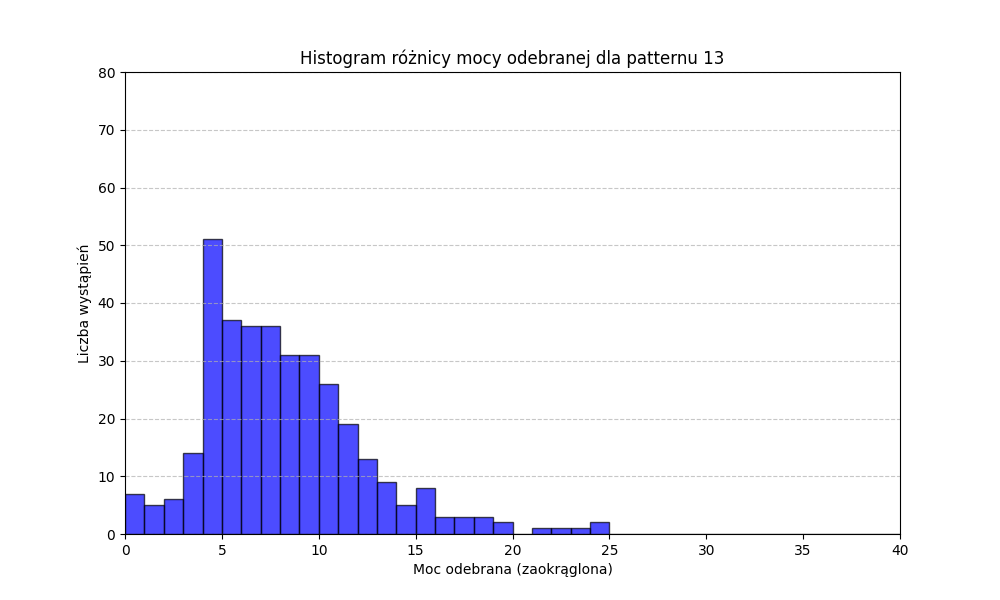 Histogram różnicy mocy odebranej dla patternu 13
80
70
60
50
40
30
20
10
0
Liczba wystąpień
0 5 10 15 20 25 30 35 40
Moc odebrana (zaokrąglona)